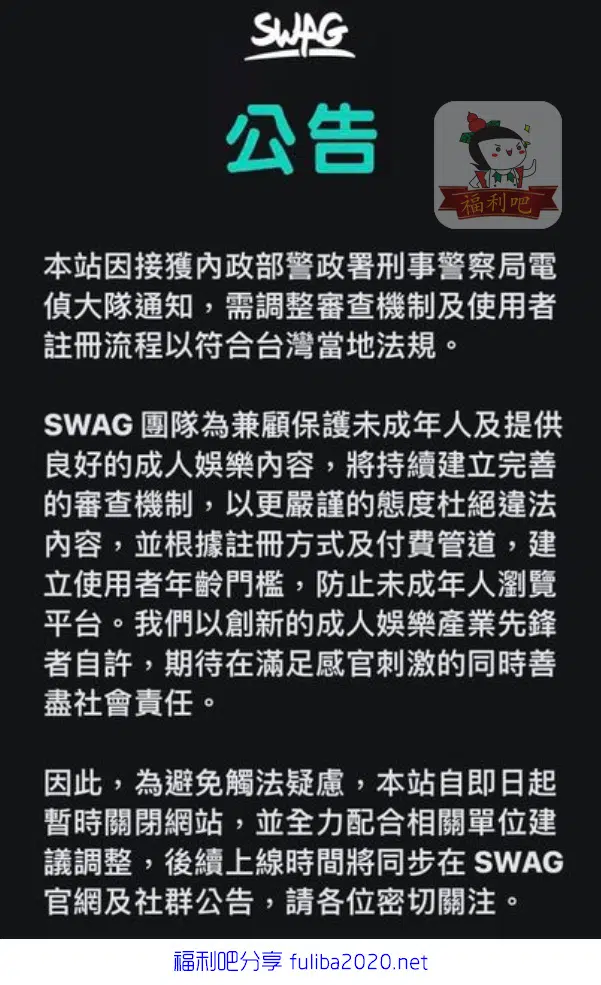 SWAG
公告
福利吧
本站因接獲內政部警政署刑事警察局電
偵大隊通知，需調整審查機制及使用者
註冊流程以符合台灣當地法規。
SWAG 團隊為兼顧保護未成年人及提供
良好的成人娛樂內容，將持續建立完善
的審查機制，以更嚴謹的態度杜絕違法
內容，並根據註冊方式及付費管道，建
立使用者年齡門檻，防止未成年人瀏覽
平台。我們以創新的成人娛樂產業先鋒
者自許，期待在滿足感官刺激的同時善
盡社會責任。
因此，為避免觸法疑慮，本站自即日起
暫時關閉網站，並全力配合相關單位建
議調整，後續上線時間將同步在 SWAG
官網及社群公告，請各位密切關注。
福利吧分享 fuliba2020.net